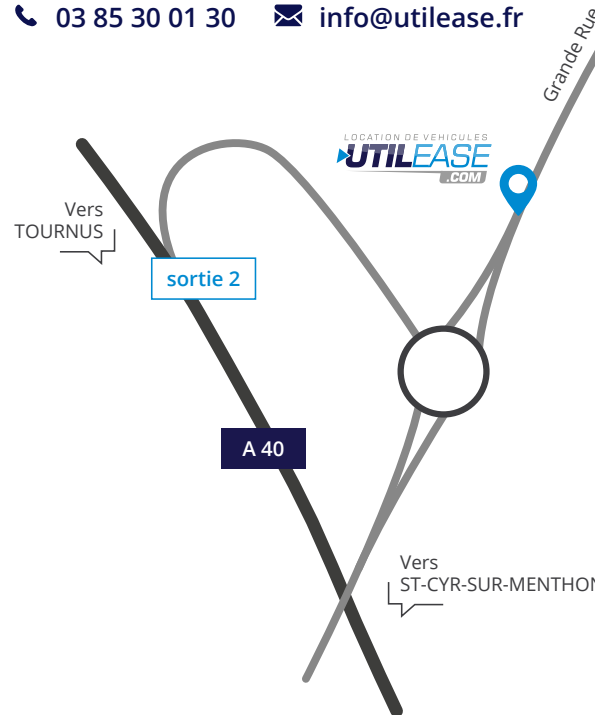 03 85 30 01 30 info@utilease.fr
Grande Rue
LOCATION DE VEHICULES
UTILEASE
.COM
Vers
TOURNUS
sortie 2
A 40
Vers
ST-CYR-SUR-MENTHON